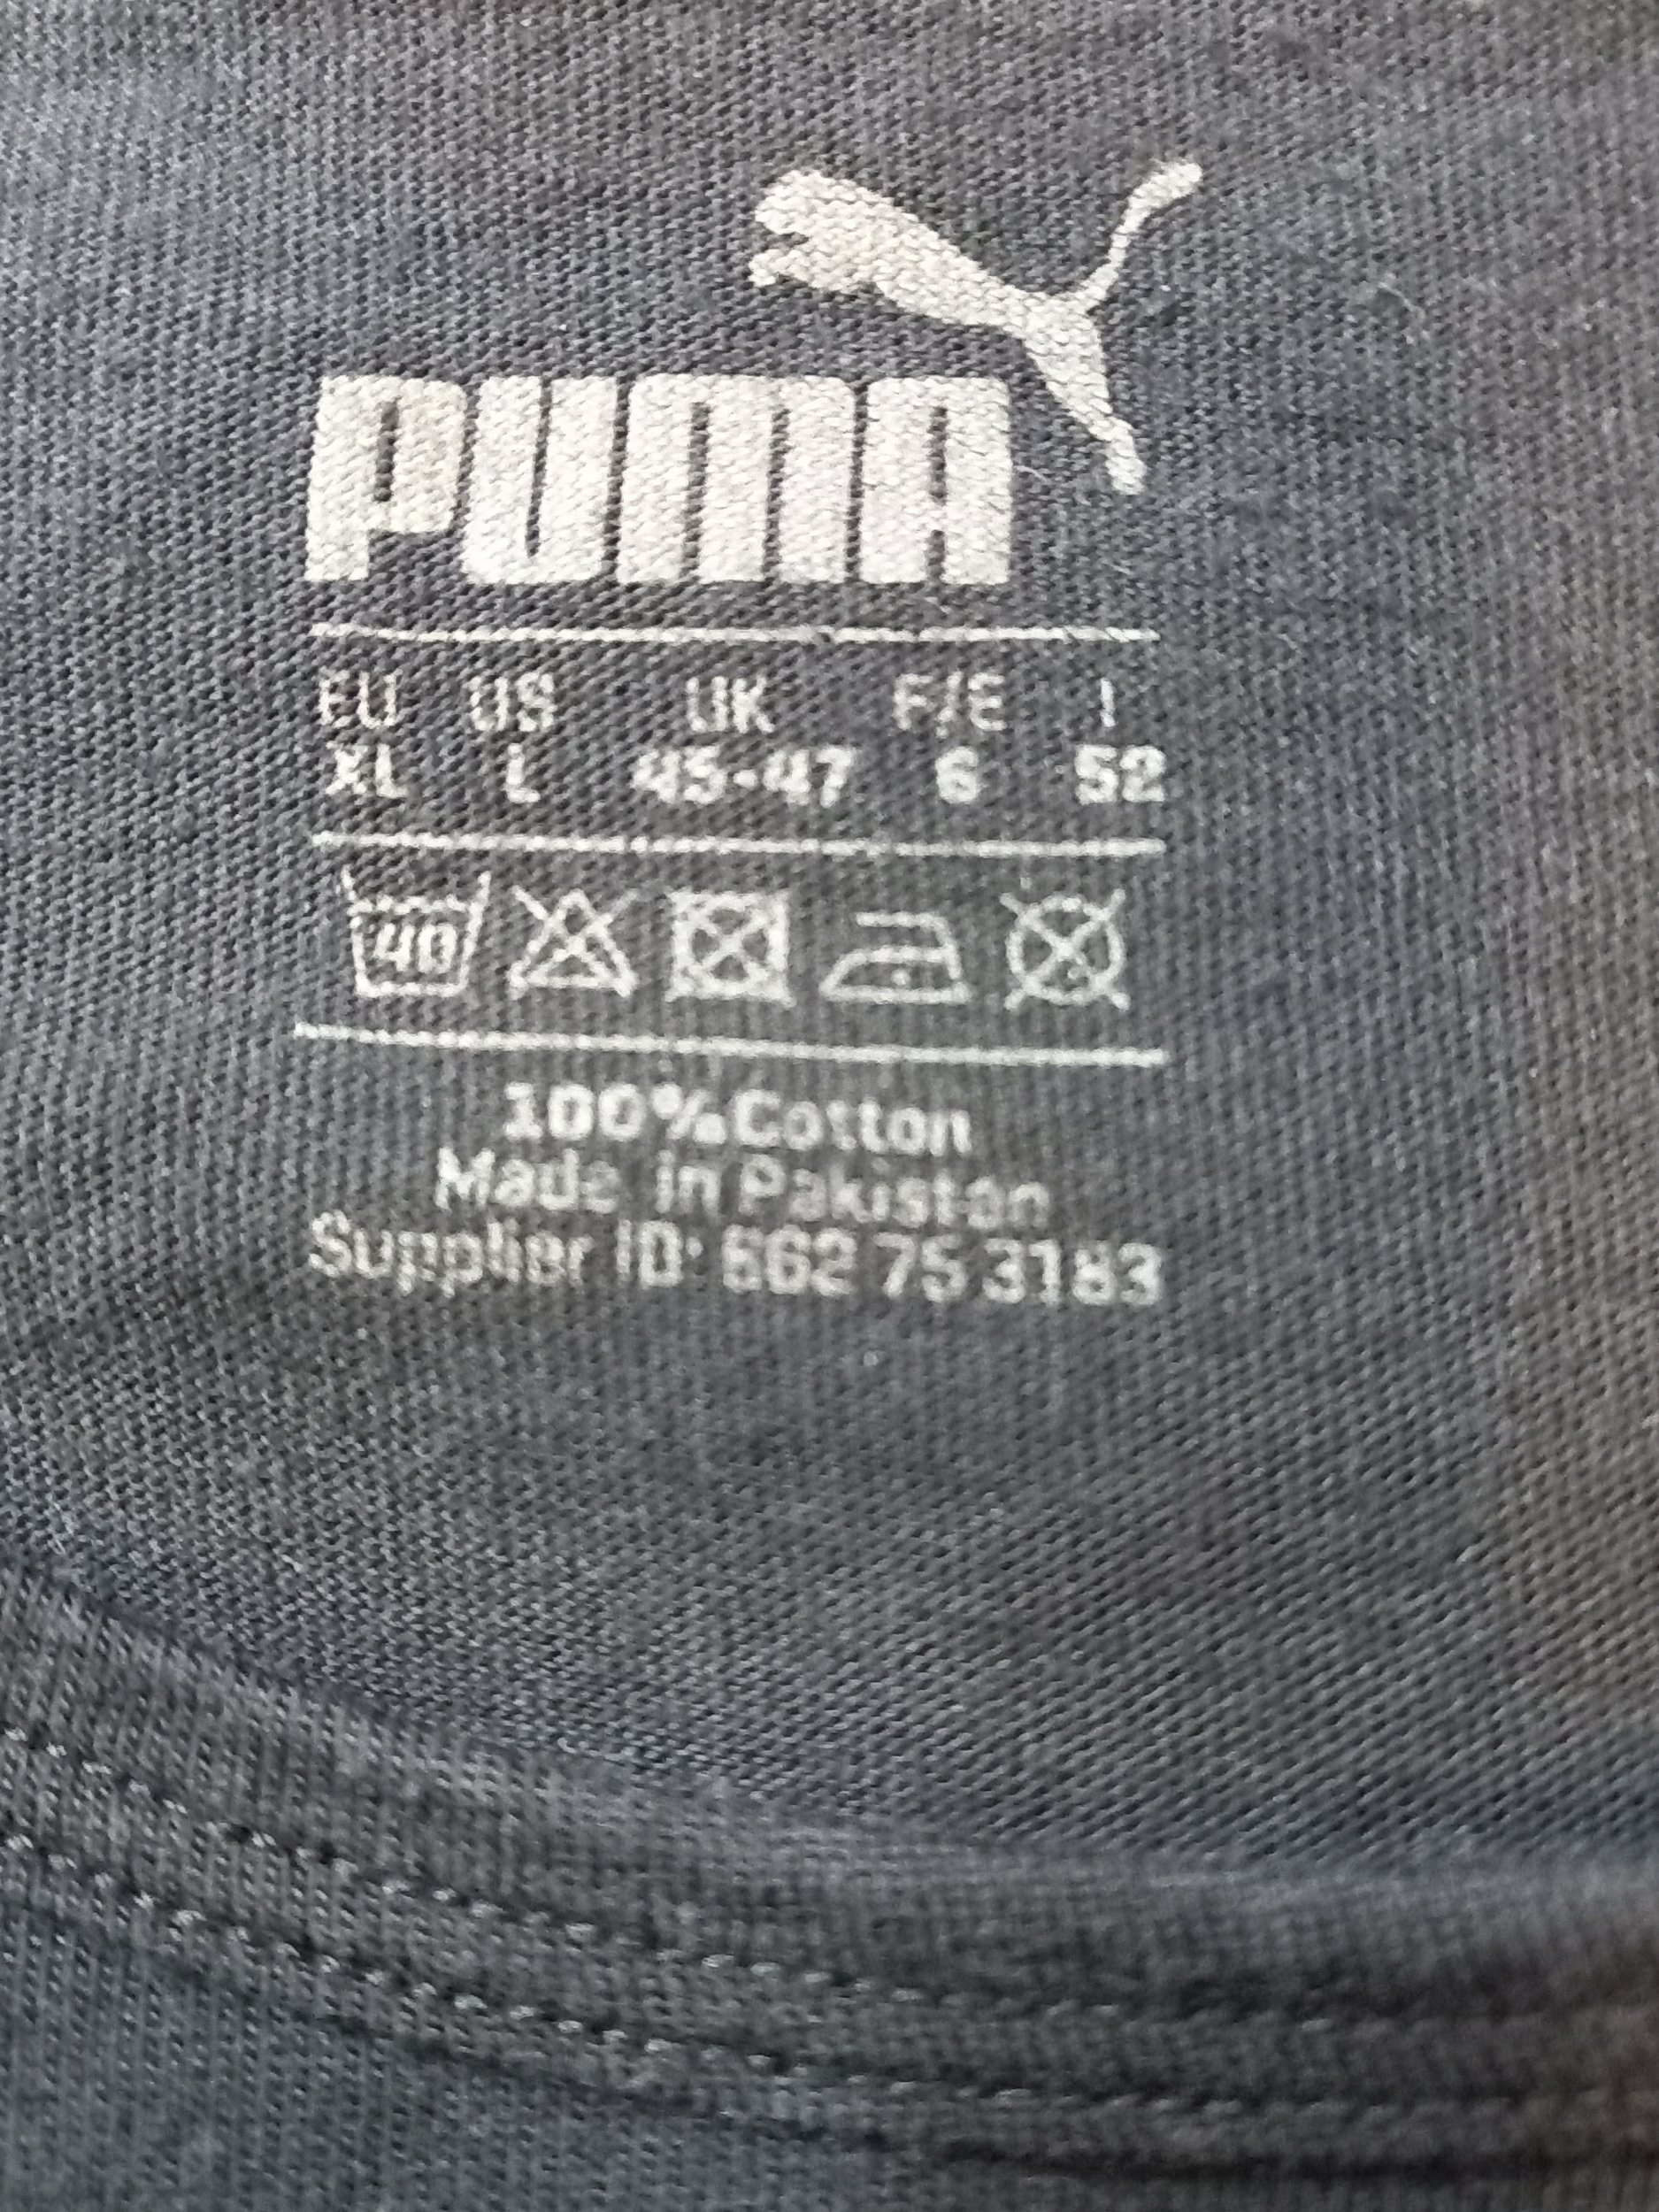 PUMA
EU US UK F/E I
XL L 45-47 6 52
40
100% Cotton
Made in Pakistan
Supplier ID: 662 75 3183